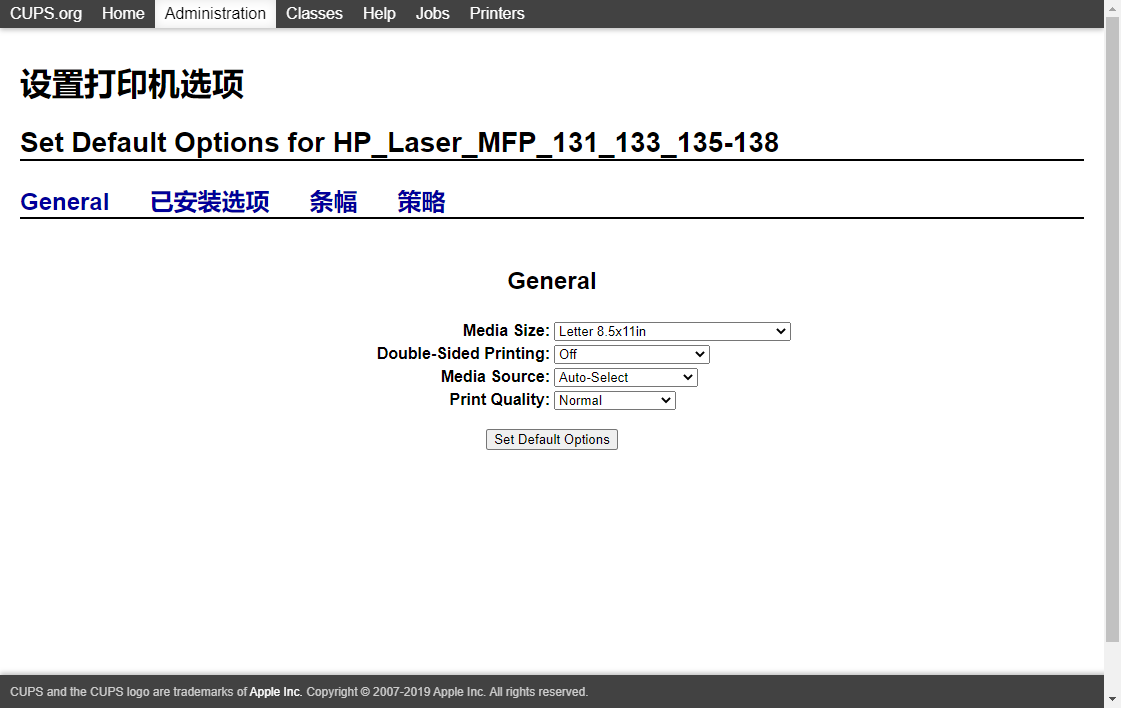 CUPS.org Home Administration Classes Help Jobs Printers
设置打印机选项
Set Default Options for HP_Laser_MFP_131_133_135-138
General 已安装选项 条幅 策略
General
Media Size: Letter 8.5x11in
Double-Sided Printing: Off
Media Source: Auto-Select
Print Quality: Normal
Set Default Options
CUPS and the CUPS logo are trademarks of Apple Inc. Copyright © 2007-2019 Apple Inc. All rights reserved.